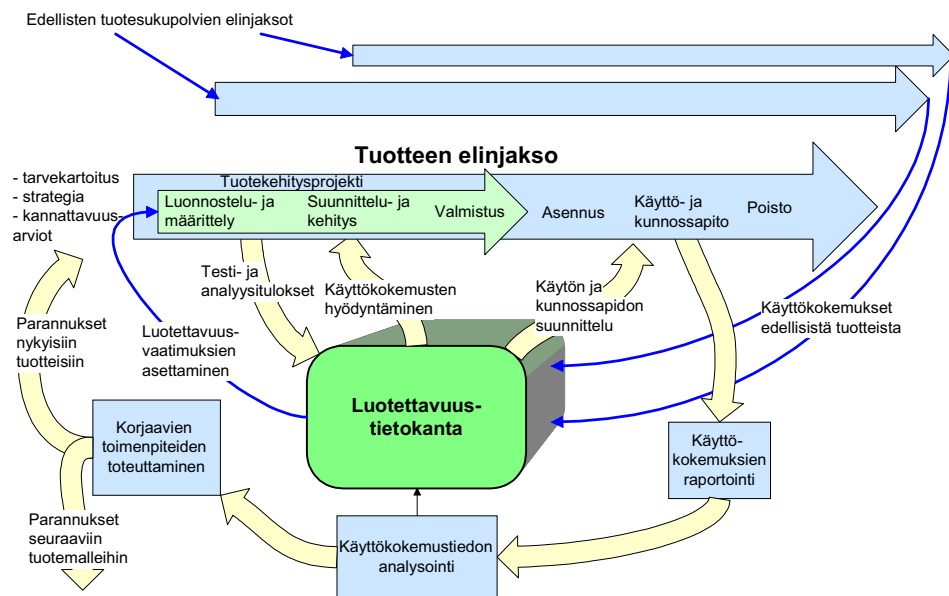 Edellisten tuotesukupolvien elinjaksot
Tuotteen elinjakso
- tarvekartoitus
- strategia
- kannattavuus-
arviot
Tuotekehitysprojekti
Luonnostelu- ja
määrittely
Suunnittelu- ja
kehitys
Valmistus
Asennus
Käyttö- ja
kunnossapito
Poisto
Testi- ja
analyysitulokset
Käyttökokemusten
hyödyntäminen
Käytön ja
kunnossapidon
suunnittelu
Käyttökokemukset
edellisistä tuotteista
Parannukset
nykyisiin
tuotteisiin
Luotettavuus-
vaatimuksien
asettaminen
Luotettavuus-
tietokanta
Korjaavien
toimenpiteiden
toteuttaminen
Käyttö-
kokemuksien
raportointi
Parannukset
seuraaviin
tuotemalleihin
Käyttökokemustiedon
analysointi